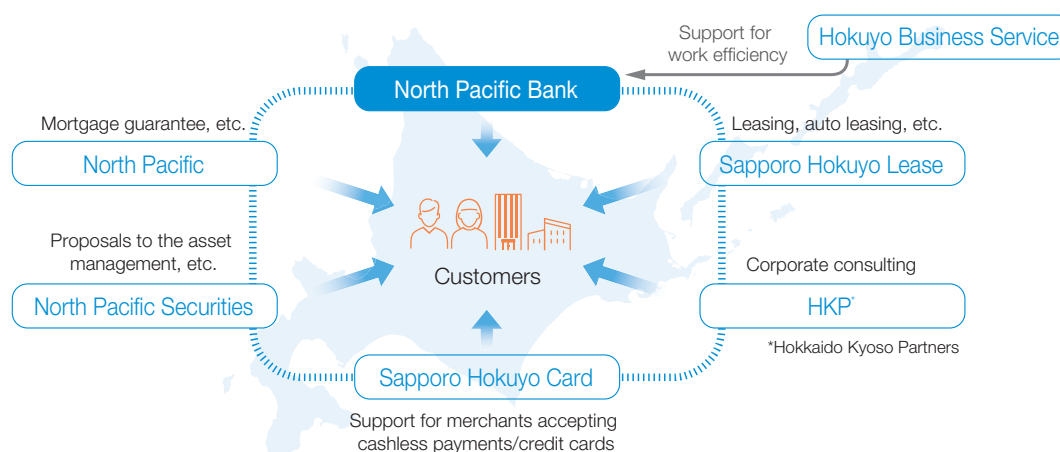 Support for
work efficiency
Hokuyo Business Service
North Pacific Bank
Mortgage guarantee, etc.
North Pacific
Leasing, auto leasing, etc.
Sapporo Hokuyo Lease
Proposals to the asset
management, etc.
North Pacific Securities
Customers
Corporate consulting
HKP*
*Hokkaido Kyoso Partners
Sapporo Hokuyo Card
Support for merchants accepting
cashless payments/credit cards